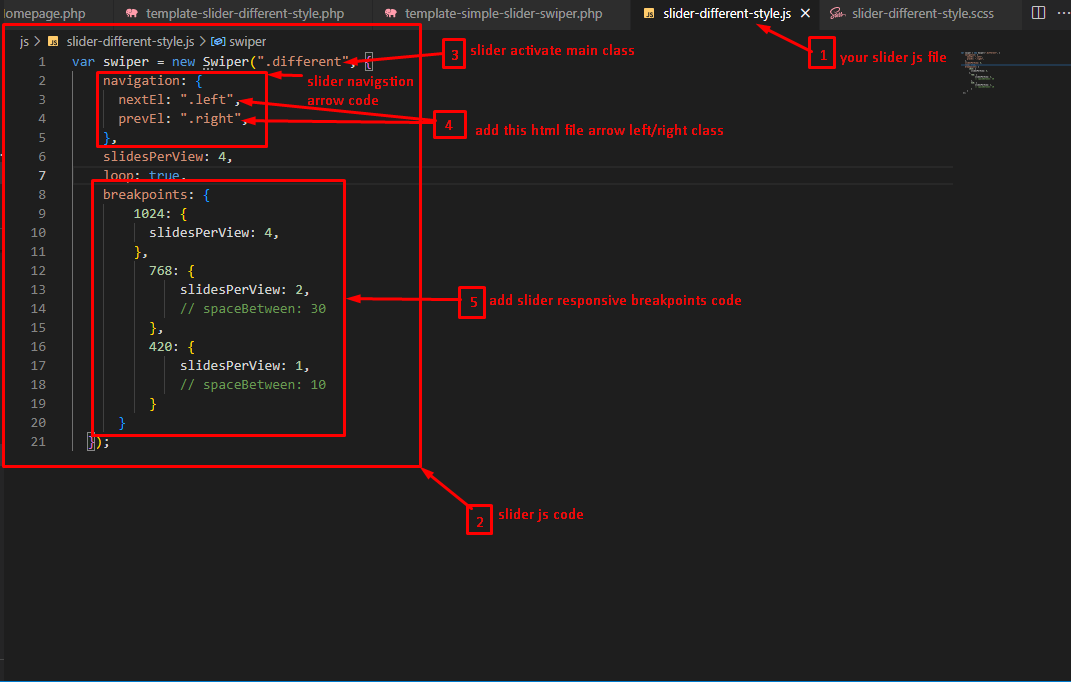 lomepage.php template-slider-different-style.php template-simple-slider-swiper.php slider-different-style.js × slider-different-style.scss ···
js > JS slider-different-style.js > swiper
1 var swiper = new Swiper(".different", {
3 slider activate main class
1 your slider js file
2 navigation: {
slider navigstion
arrow code
3 nextEl: ".left",
4 prevEl: ".right",
4 add this html file arrow left/right class
5 },
6 slidesPerView: 4,
7 loop: true,
8 breakpoints: {
9 1024: {
10 slidesPerView: 4,
11 },
12 768: {
13 slidesPerView: 2,
5 add slider responsive breakpoints code
14 // spaceBetween: 30
15 },
16 420: {
17 slidesPerView: 1,
18 // spaceBetween: 10
19 }
20 }
21 });
2 slider js code